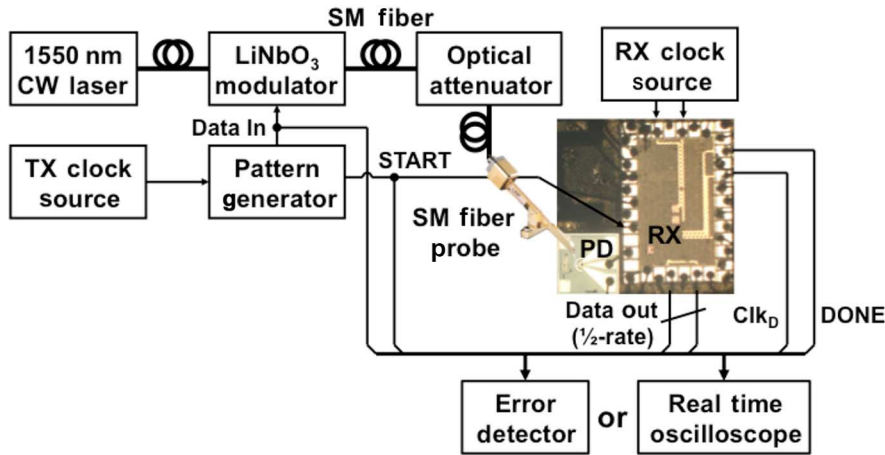 SM fiber
1550 nm
CW laser
LiNbO3
modulator
Optical
attenuator
RX clock
source
Data In
TX clock
source
Pattern
generator
START
SM fiber
probe
PD
RX
Data out
(½-rate)
ClkD
DONE
Error
detector
or
Real time
oscilloscope